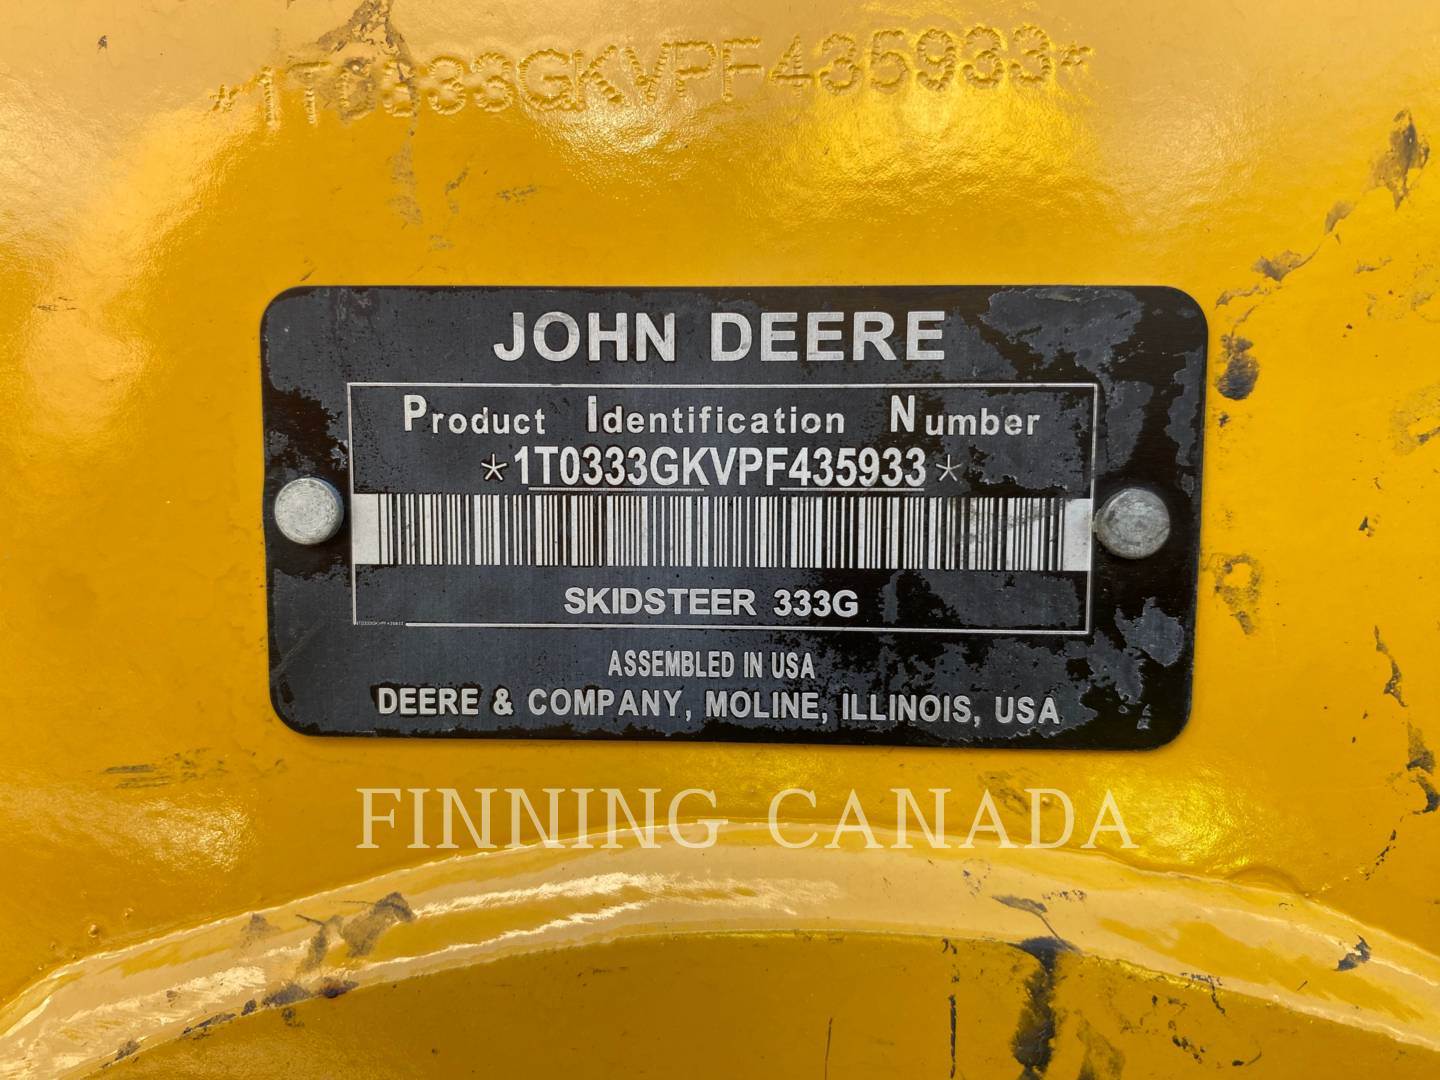 *1T0333GKVPF435933*
JOHN DEERE
Product Identification Number
*1T0333GKVPF435933*
SKIDSTEER 333G
ASSEMBLED IN USA
DEERE & COMPANY, MOLINE, ILLINOIS, USA
FINNING CANADA